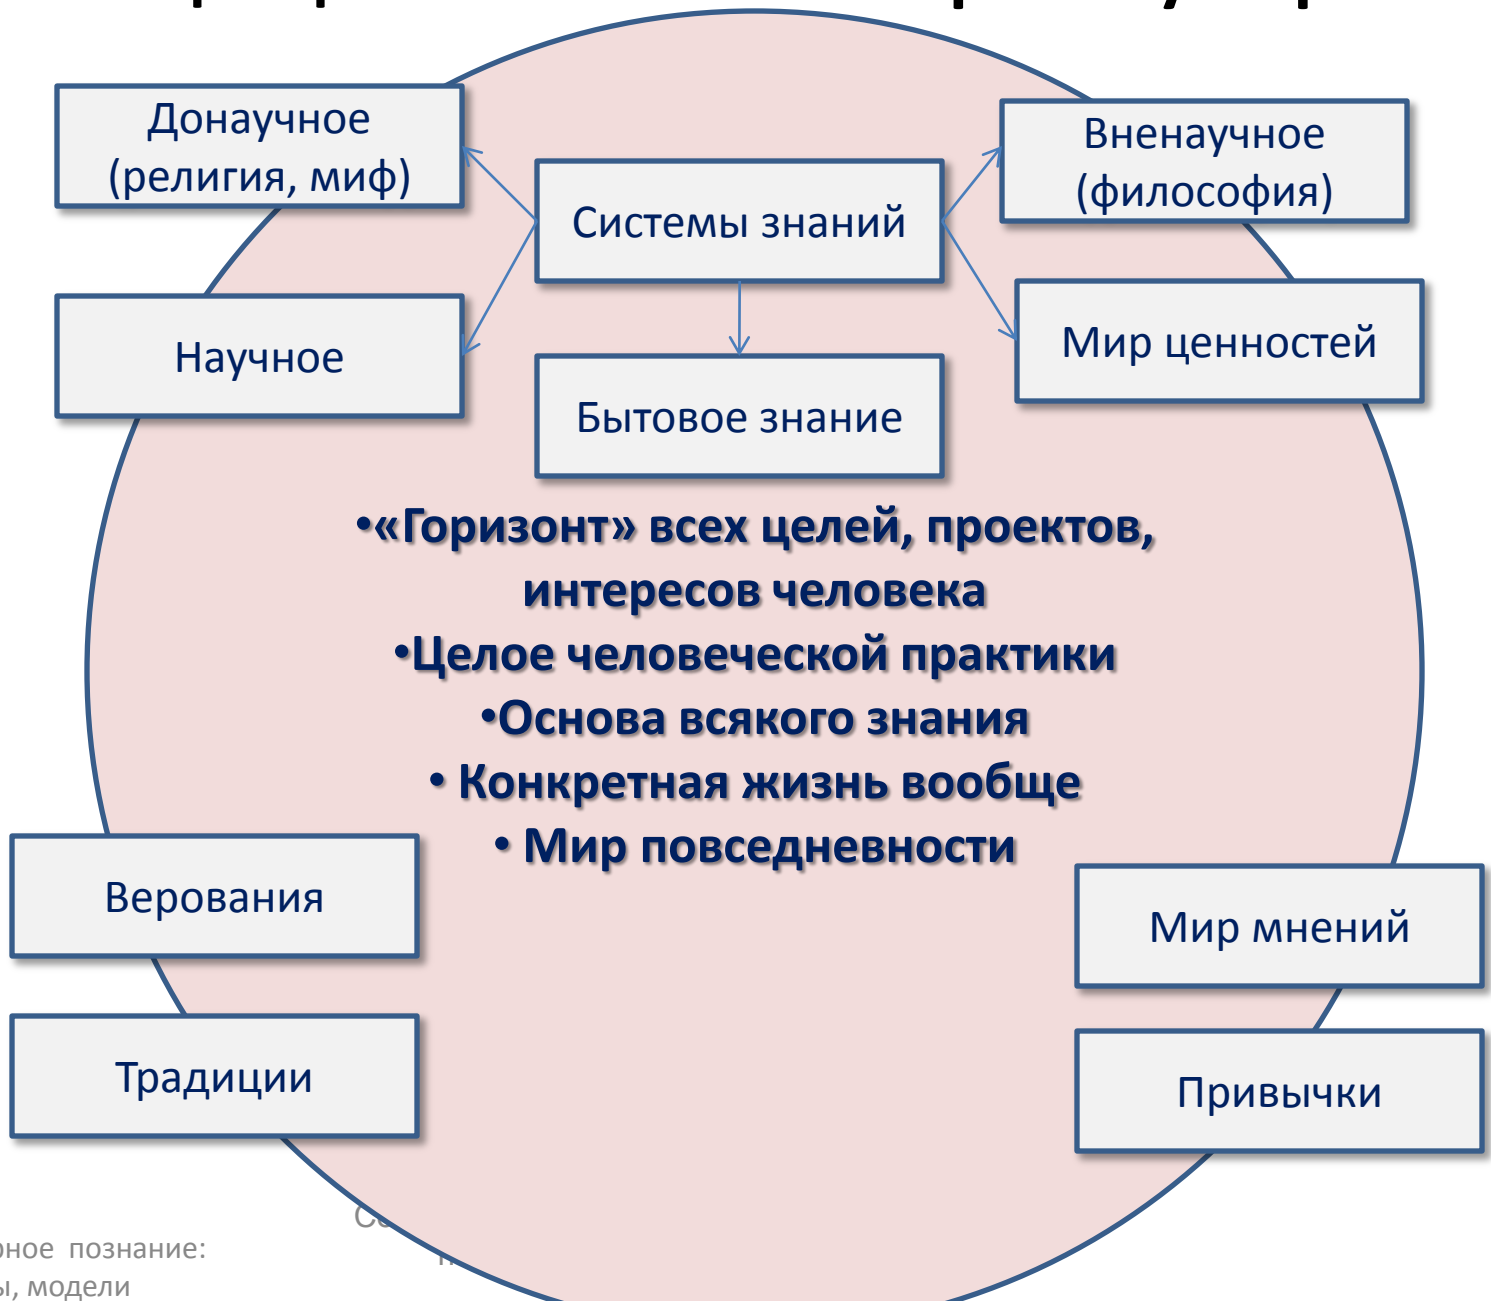 Донаучное
(религия, миф)
Вненаучное
(философия)
Системы знаний
Научное
Мир ценностей
Бытовое знание
•«Горизонт» всех целей, проектов,
интересов человека
•Целое человеческой практики
•Основа всякого знания
• Конкретная жизнь вообще
• Мир повседневности
Верования
Мир мнений
Традиции
Привычки
познание:
модели